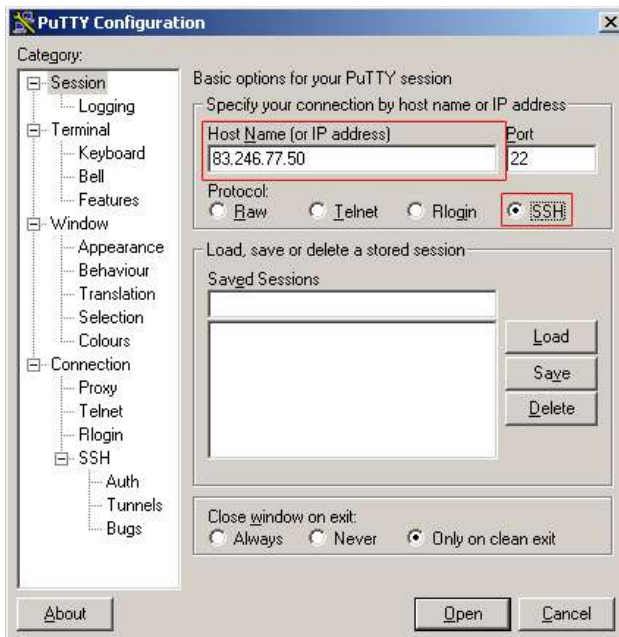 PuTTY Configuration
Category:
Session
Logging
Terminal
Keyboard
Bell
Features
Window
Appearance
Behaviour
Translation
Selection
Colours
Connection
Proxy
Telnet
Rlogin
SSH
Auth
Tunnels
Bugs
Basic options for your PuTTY session
Specify your connection by host name or IP address
Host Name (or IP address) Port
83.246.77.50 22
Protocol:
Raw Telnet Rlogin SSH
Load, save or delete a stored session
Saved Sessions
Load
Save
Delete
Close window on exit:
Always Never Only on clean exit
About Open Cancel